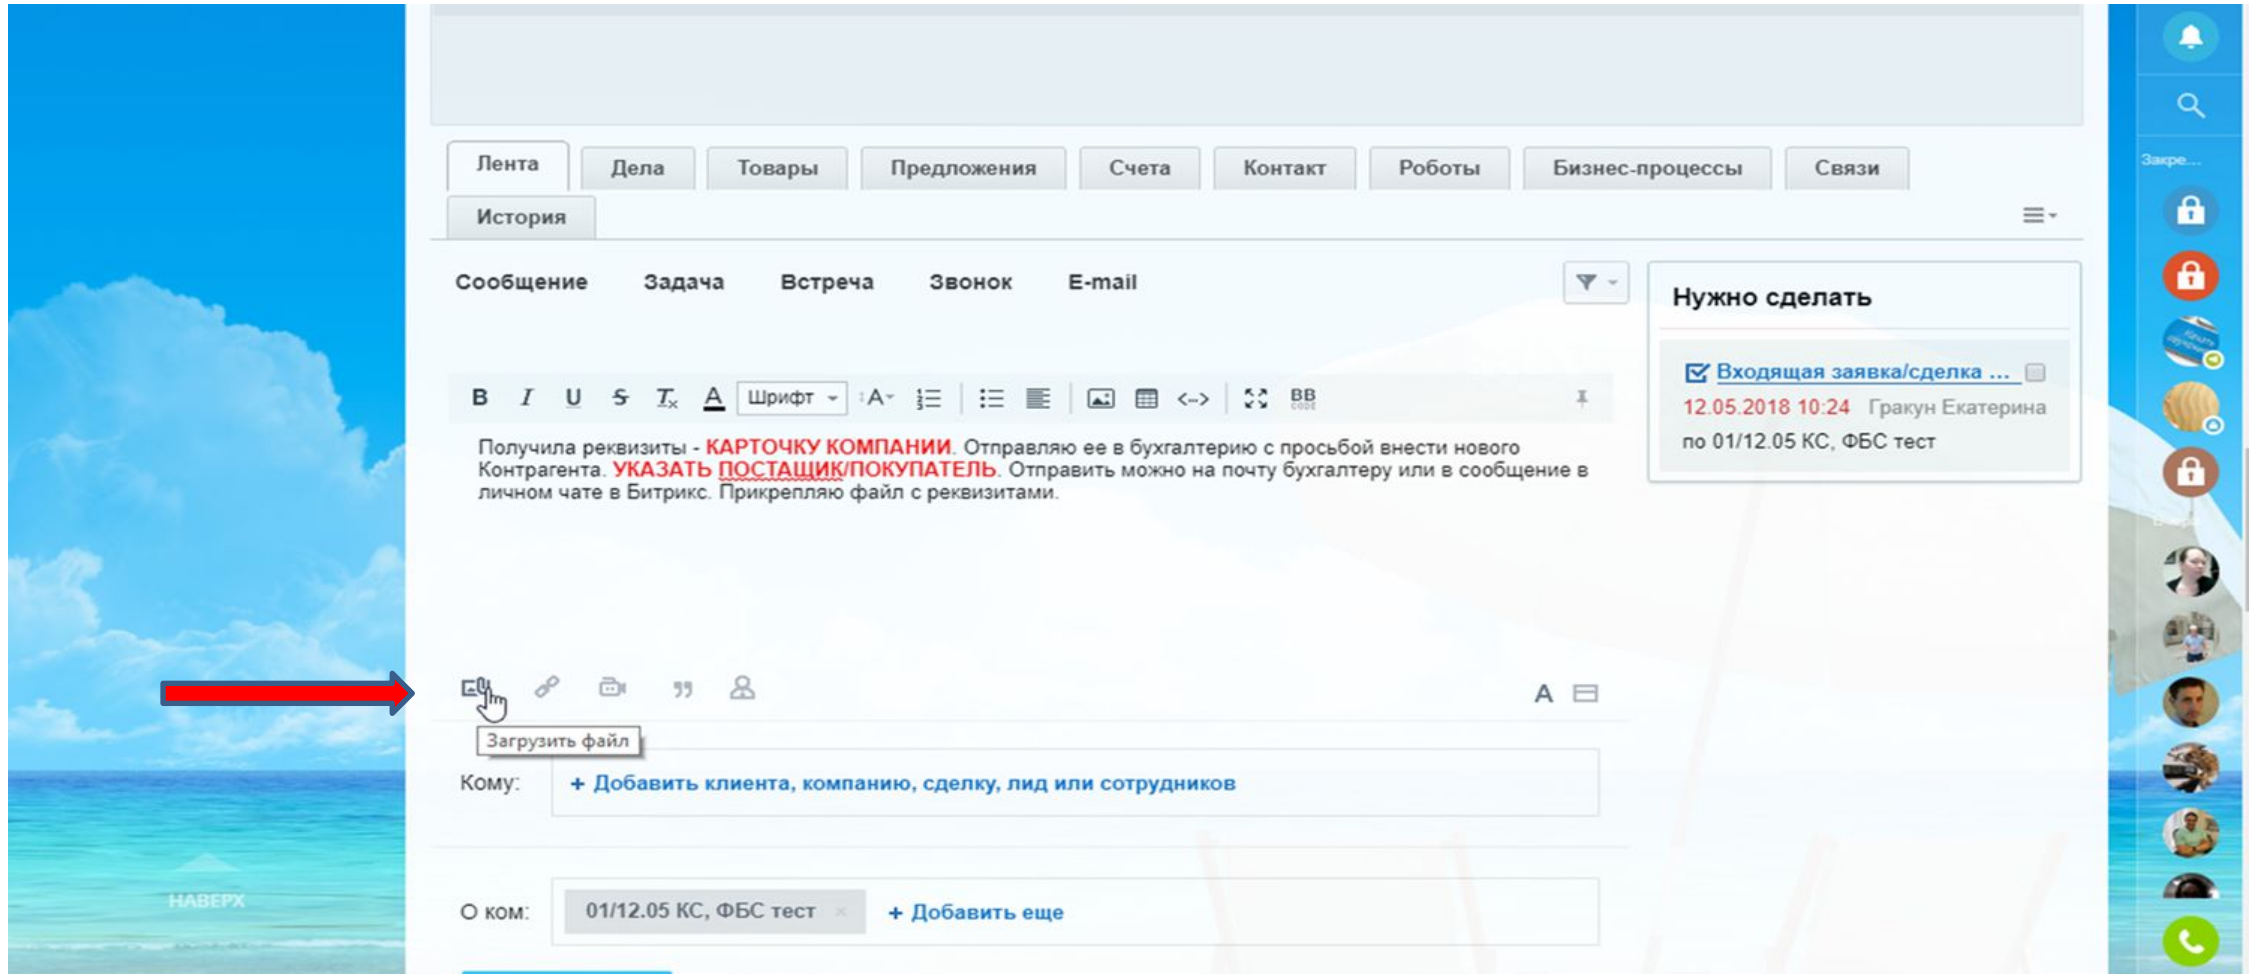 Лента Дела Товары Предложения Счета Контакт Роботы Бизнес-процессы Связи
История
Закре...
Сообщение Задача Встреча Звонок E-mail
Нужно сделать
Входящая заявка/сделка ...
12.05.2018 10:24 Гракун Екатерина
по 01/12.05 КС, ФБС тест
B I U S Tx A Шрифт A BB CODE
Получила реквизиты - КАРТОЧКУ КОМПАНИИ. Отправляю ее в бухгалтерию с просьбой внести нового
Контрагента. УКАЗАТЬ ПОСТАЩИК/ПОКУПАТЕЛЬ. Отправить можно на почту бухгалтеру или в сообщение в
личном чате в Битрикс. Прикрепляю файл с реквизитами.
A
Загрузить файл
Кому: + Добавить клиента, компанию, сделку, лид или сотрудников
О ком: 01/12.05 КС, ФБС тест × + Добавить еще
НАВЕРХ